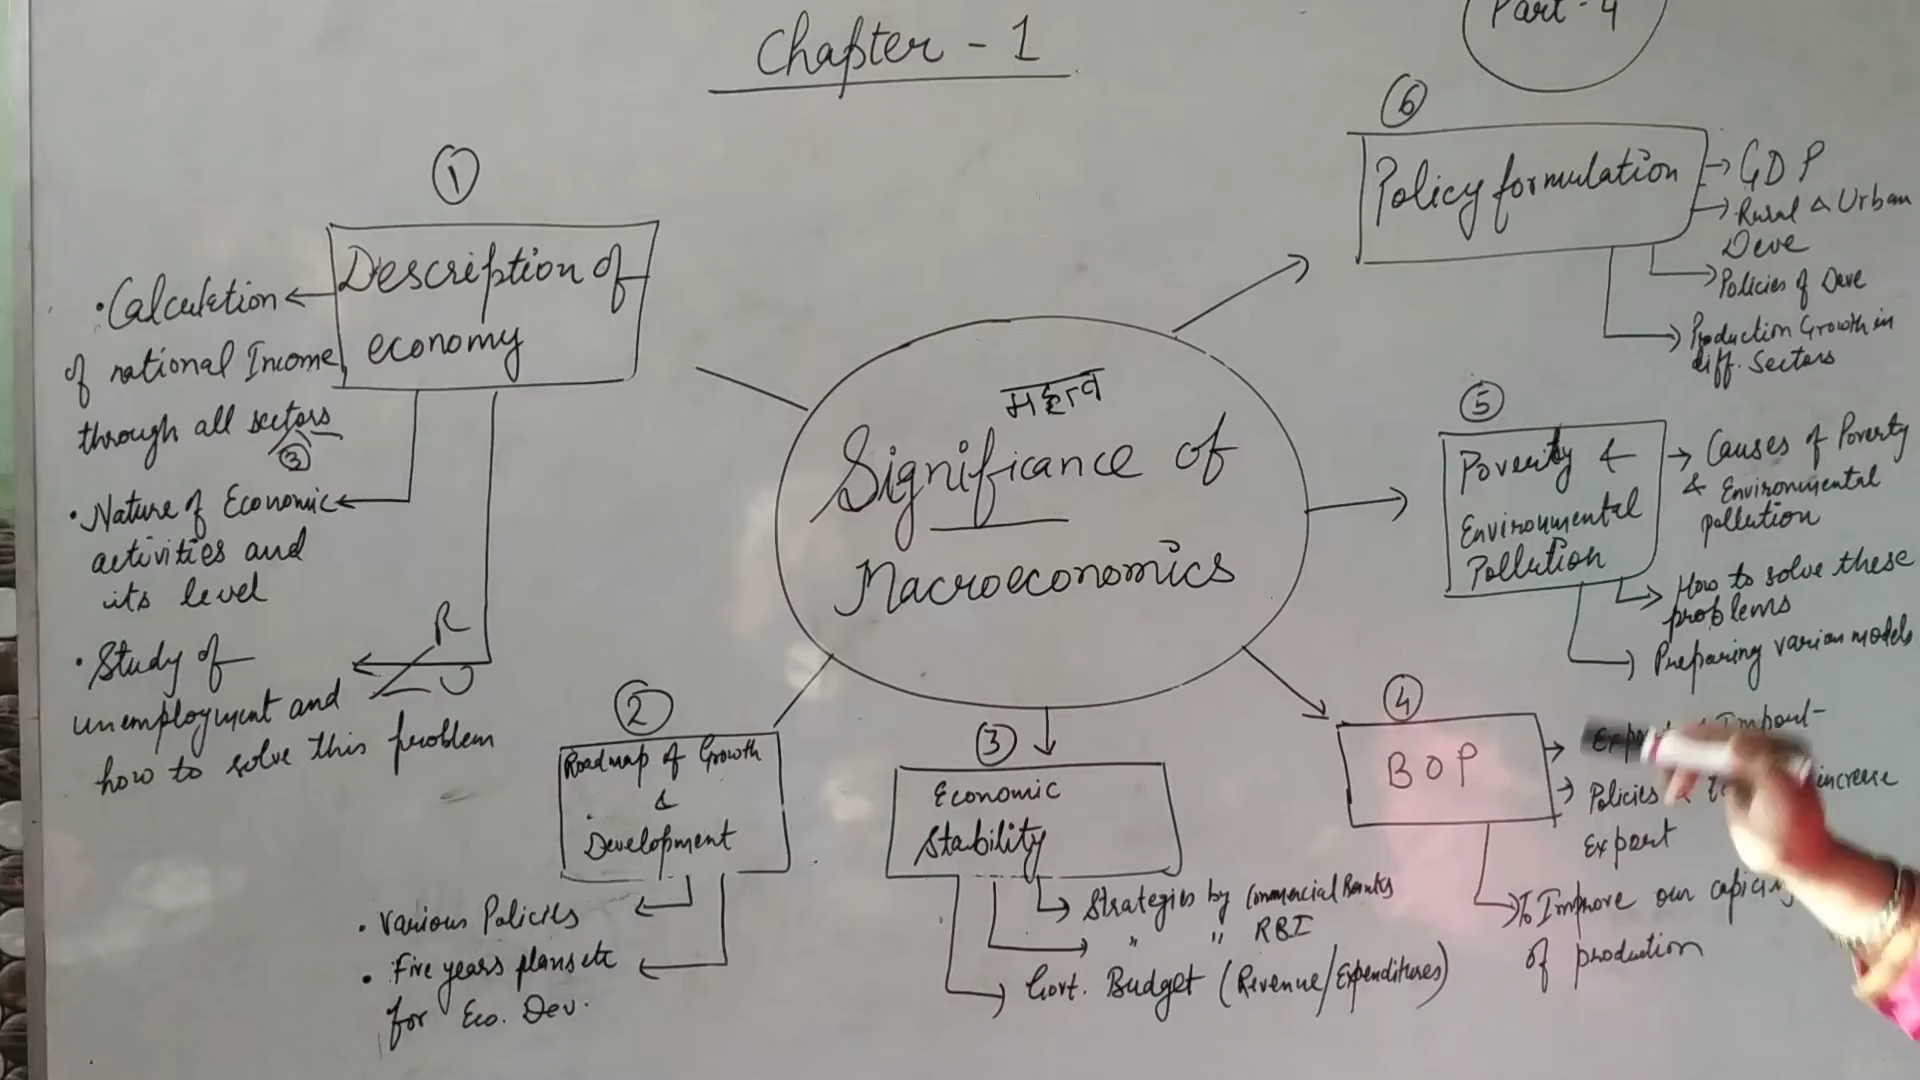 Chapter - 1
Part - 4
महत्व
Significance of
Macroeconomics
1
Description of
economy
• Calculation
of national Income
through all sectors
3
• Nature of Economic
activities and
its level
• Study of
unemployment and
how to solve this problem
R
U
2
Roadmap of Growth
&
Development
• Various Policies
• Five years plans etc
for Eco. Dev.
3
Economic
Stability
Strategies by Commercial Banks
" " RBI
Govt. Budget (Revenue/Expenditures)
4
BOP
Import
Policies increase
Export
To Improve our
of production
5
Poverty &
Environmental
Pollution
Causes of Poverty
& Environmental
pollution
How to solve these
problems
Preparing various models
6
Policy formulation
GDP
Rural & Urban
Deve
Policies of Deve
Production Growth in
diff. Sectors